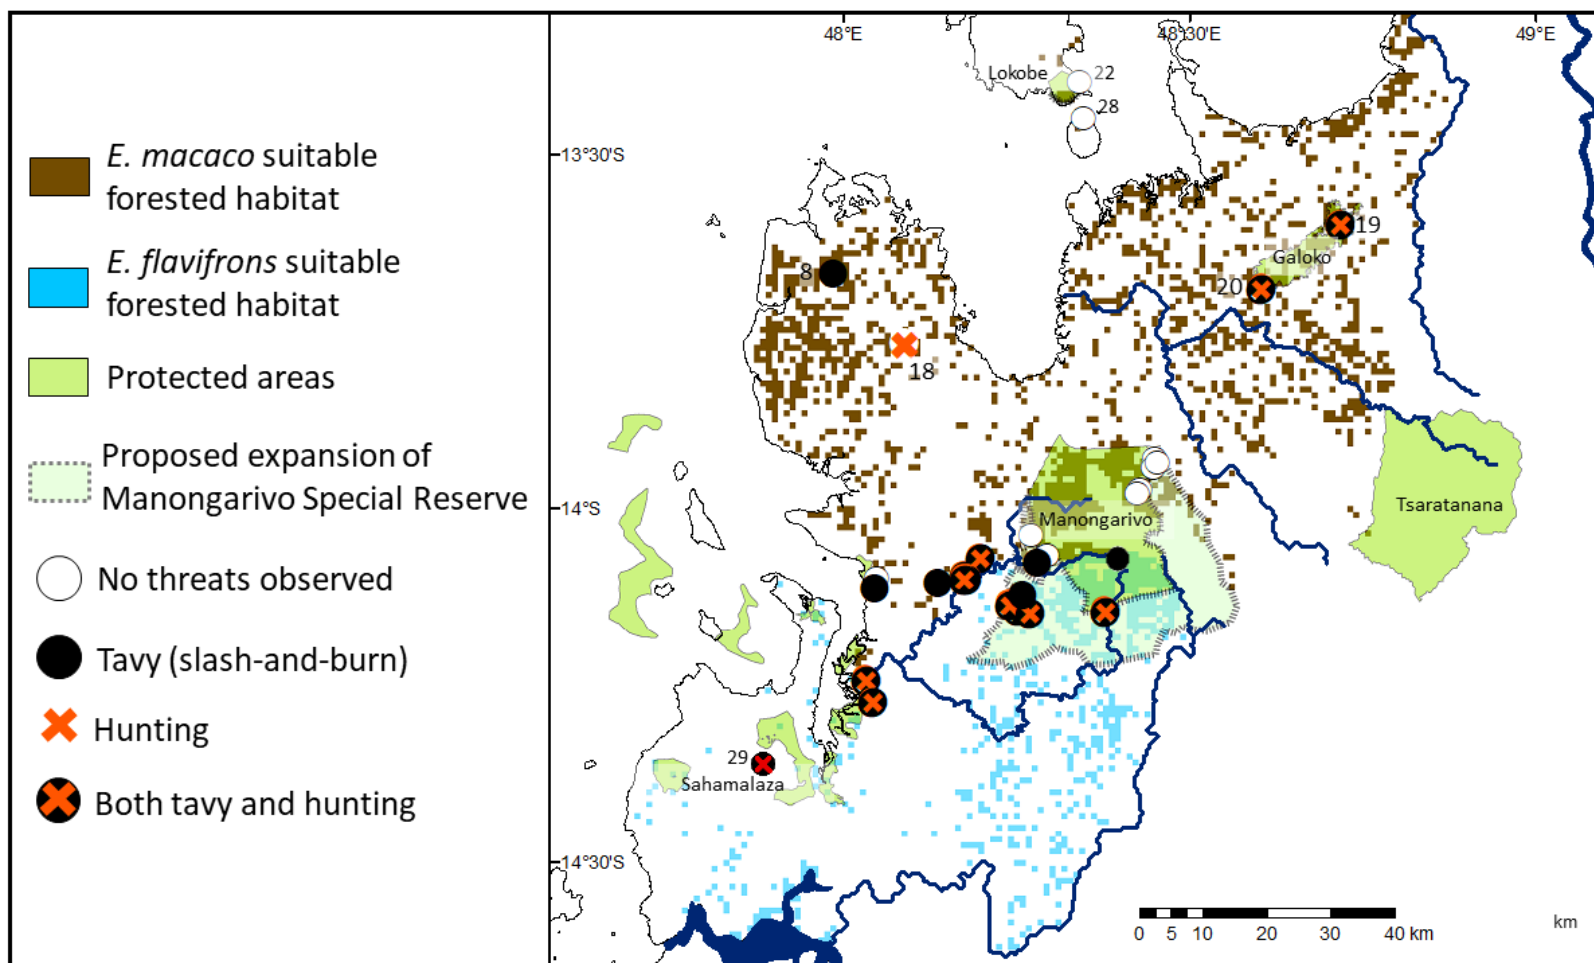 E. macaco suitable
forested habitat
E. flavifrons suitable
forested habitat
Protected areas
Proposed expansion of
Manongarivo Special Reserve
No threats observed
Tavy (slash-and-burn)
Hunting
Both tavy and hunting
48°E
48°30'E
49°E
Lokobe
22
28
13°30'S
19
Galoko
8
20
18
14°S
Manongarivo
Tsaratanana
29
Sahamalaza
14°30'S
km
0 5 10 20 30 40 km